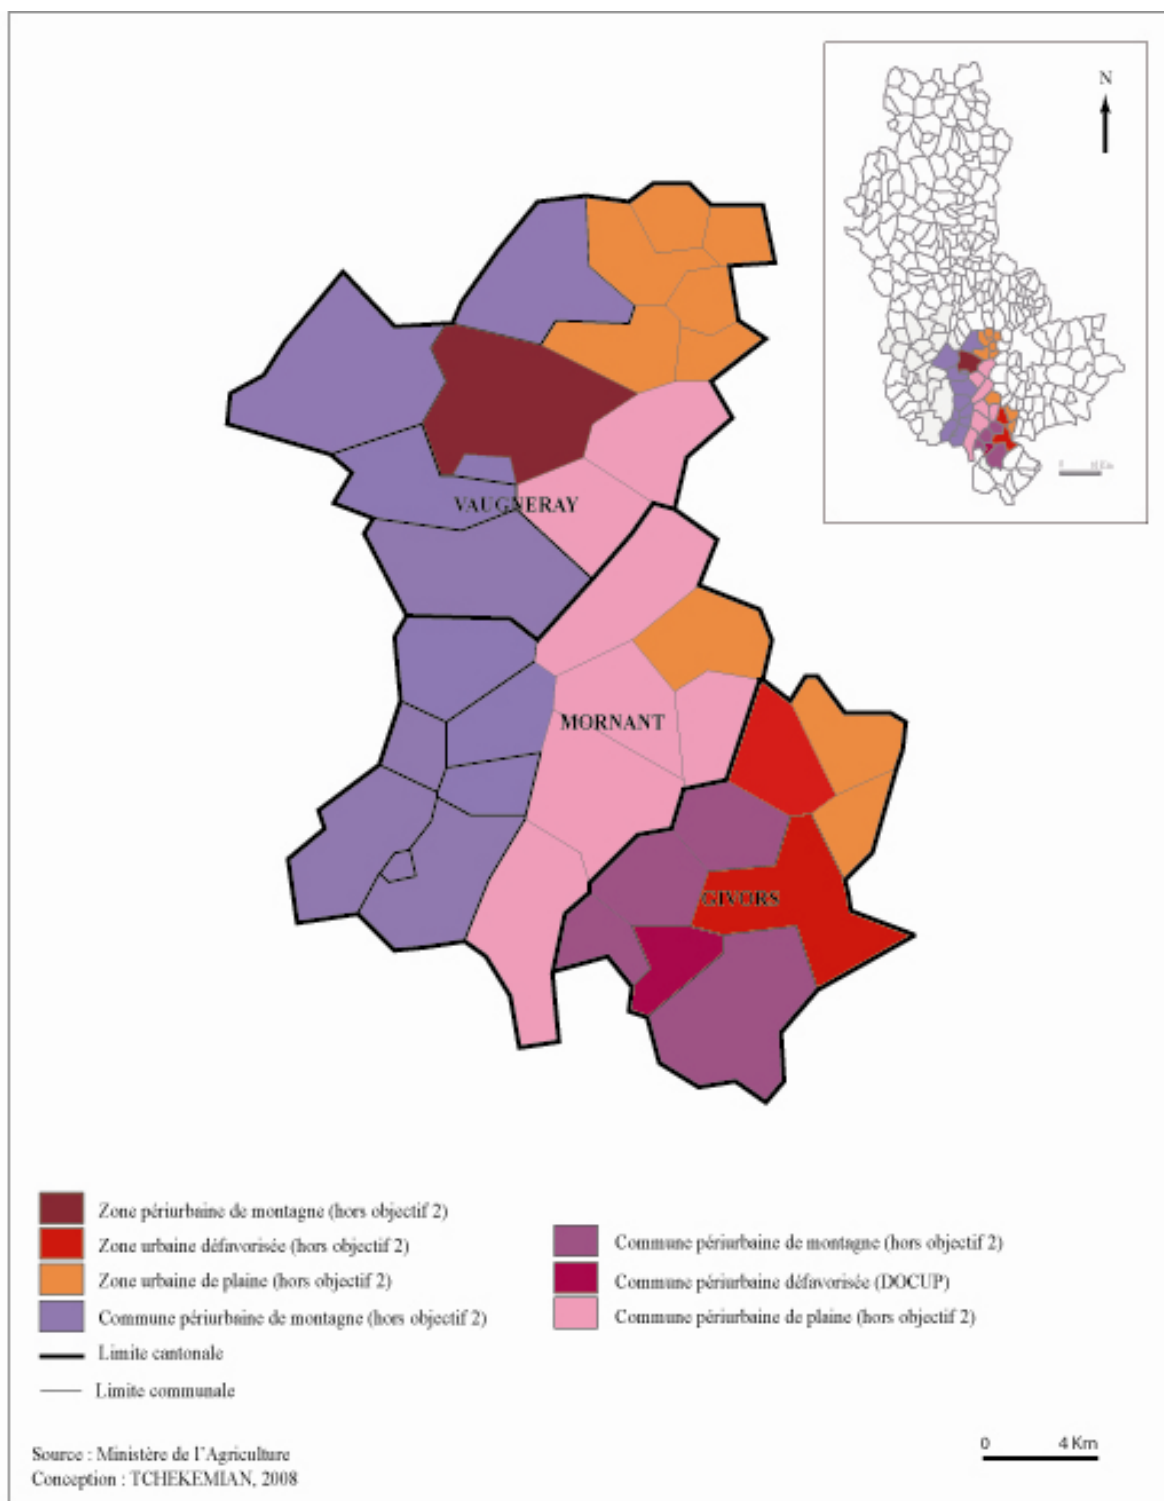 N
VAUGNERAY
MORNANT
GIVORS
Zone périurbaine de montagne (hors objectif 2)
Zone urbaine défavorisée (hors objectif 2)
Zone urbaine de plaine (hors objectif 2)
Commune périurbaine de montagne (hors objectif 2)
Limite cantonale
Limite communale
Commune périurbaine de montagne (hors objectif 2)
Commune périurbaine défavorisée (DOCUP)
Commune périurbaine de plaine (hors objectif 2)
Source : Ministère de l'Agriculture
Conception : TCHEKEMIAN, 2008
0 4 Km